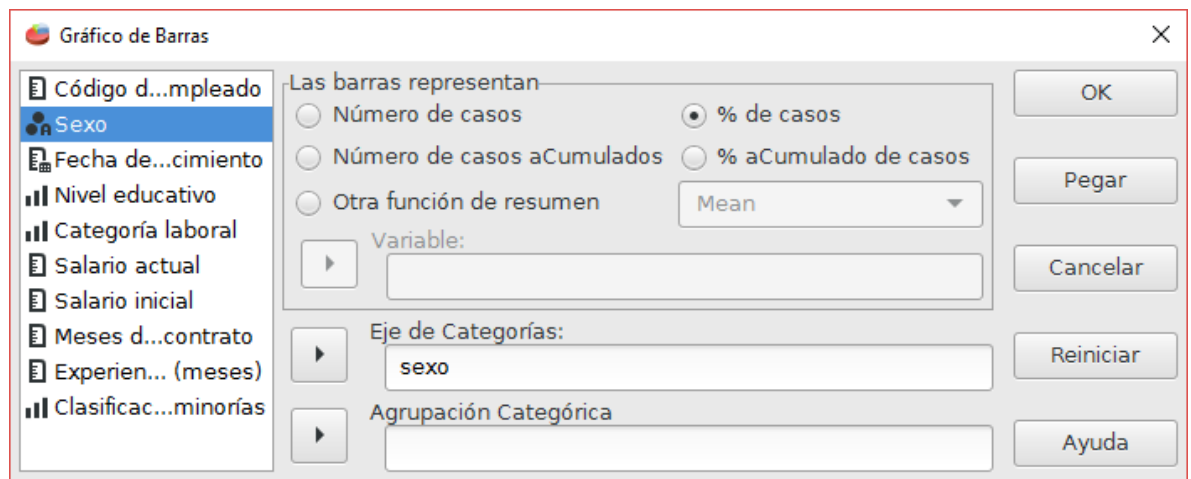 Gráfico de Barras
Código d...mpleado
Sexo
Fecha de...cimiento
Nivel educativo
Categoría laboral
Salario actual
Salario inicial
Meses d...contrato
Experien... (meses)
Clasificac...minorías
Las barras representan
Número de casos
% de casos
Número de casos aCumulados
% aCumulado de casos
Otra función de resumen
Mean
Variable:
Eje de Categorías:
sexo
Agrupación Categórica
OK
Pegar
Cancelar
Reiniciar
Ayuda